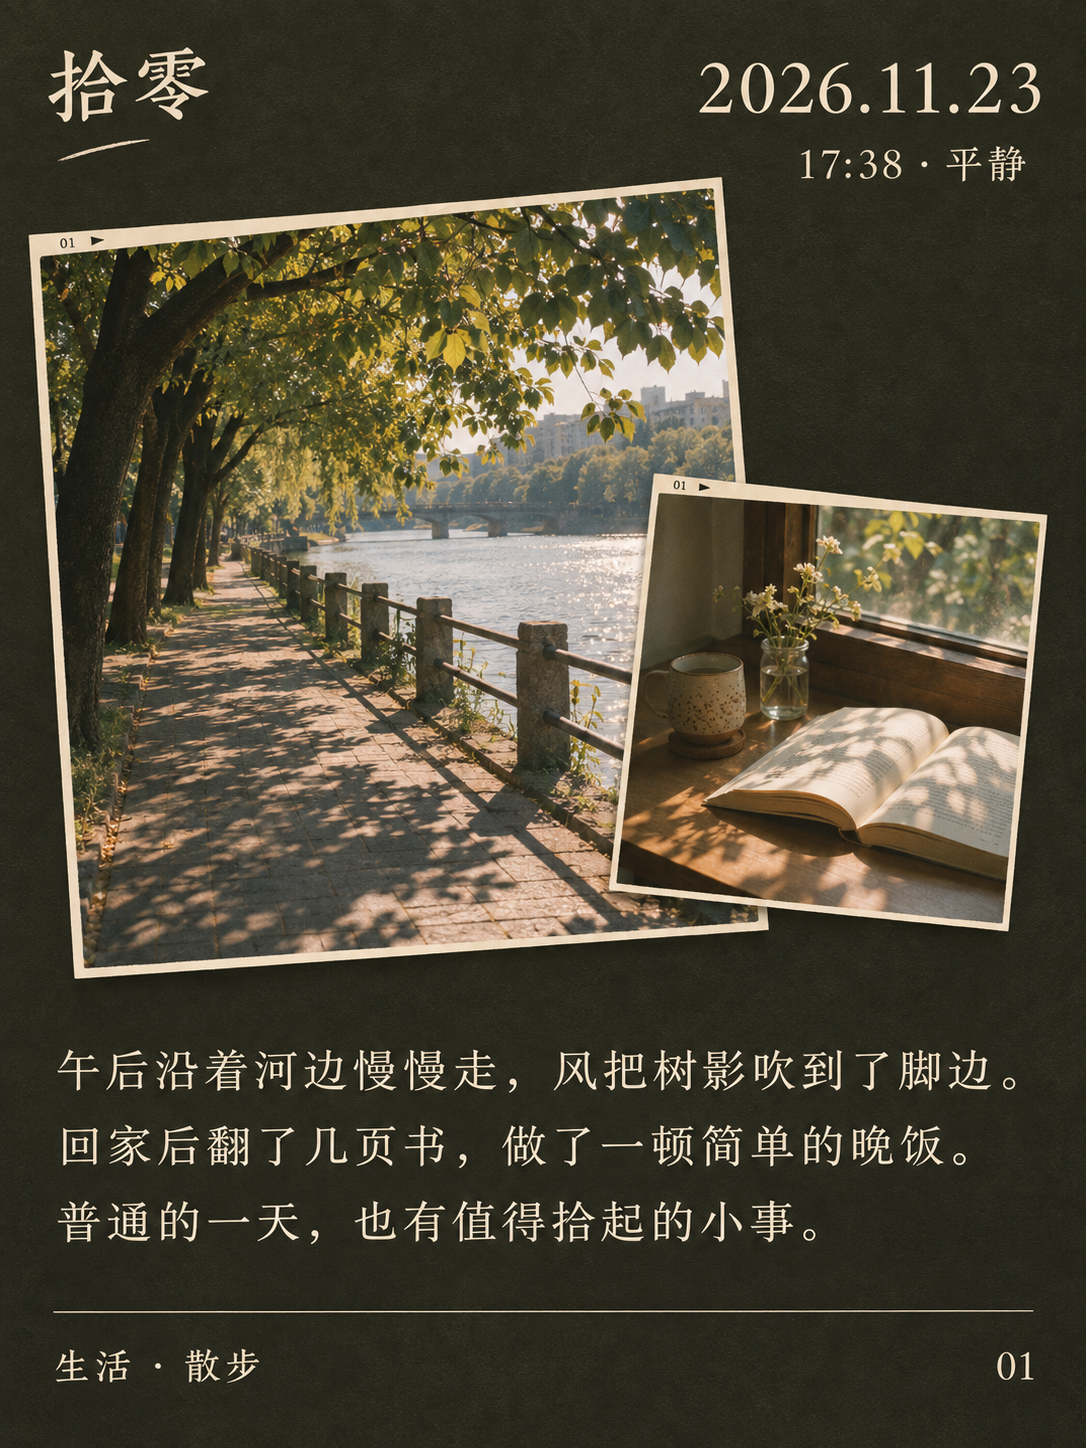 拾零
2026.11.23
17:38 · 平静
01
01
午后沿着河边慢慢走，风把树影吹到了脚边。
回家后翻了几页书，做了一顿简单的晚饭。
普通的一天，也有值得拾起的小事。
生活 · 散步
01